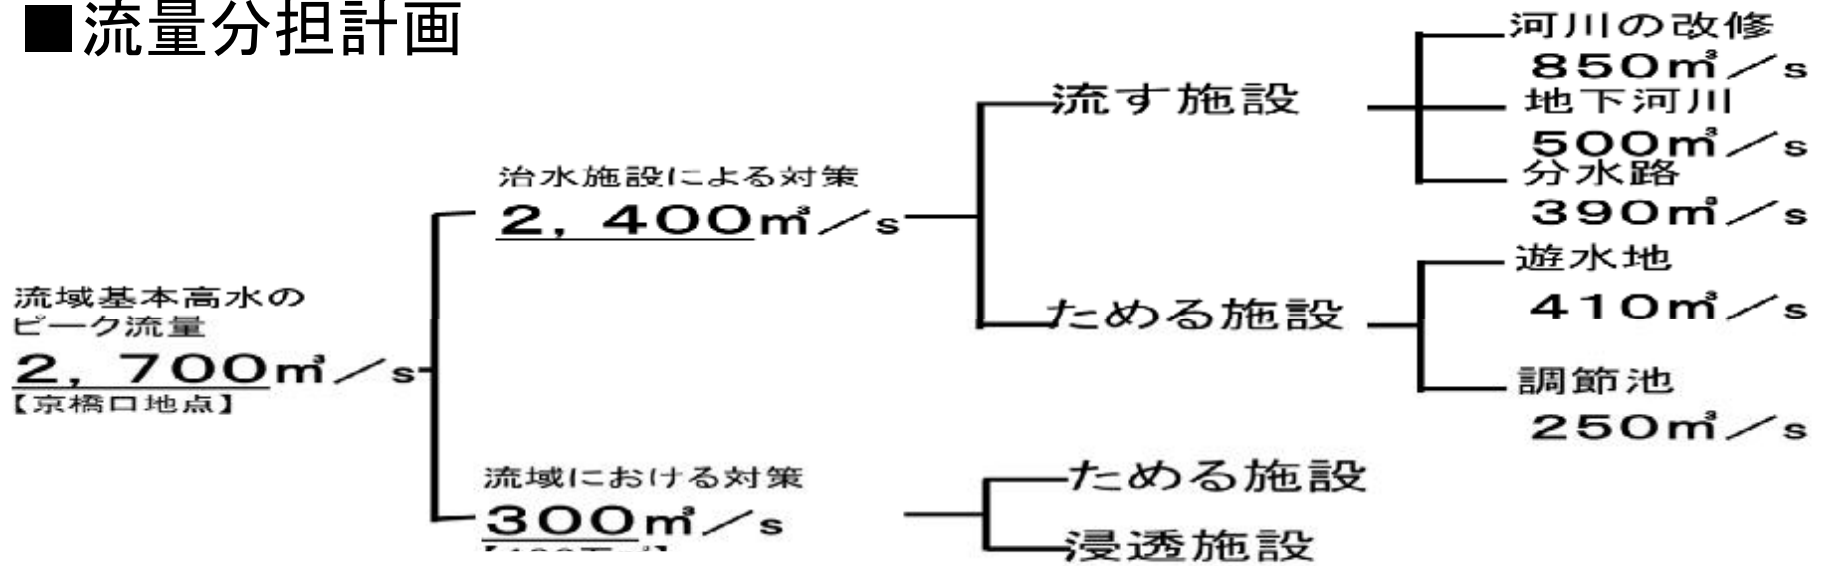 ■流量分担計画
流域基本高水の
ピーク流量
2，700㎥／s
【京橋口地点】
治水施設による対策
2，400㎥／s
流す施設
河川の改修
850㎥／s
地下河川
500㎥／s
分水路
390㎥／s
ためる施設
遊水地
410㎥／s
調節池
250㎥／s
流域における対策
300㎥／s
ためる施設
浸透施設